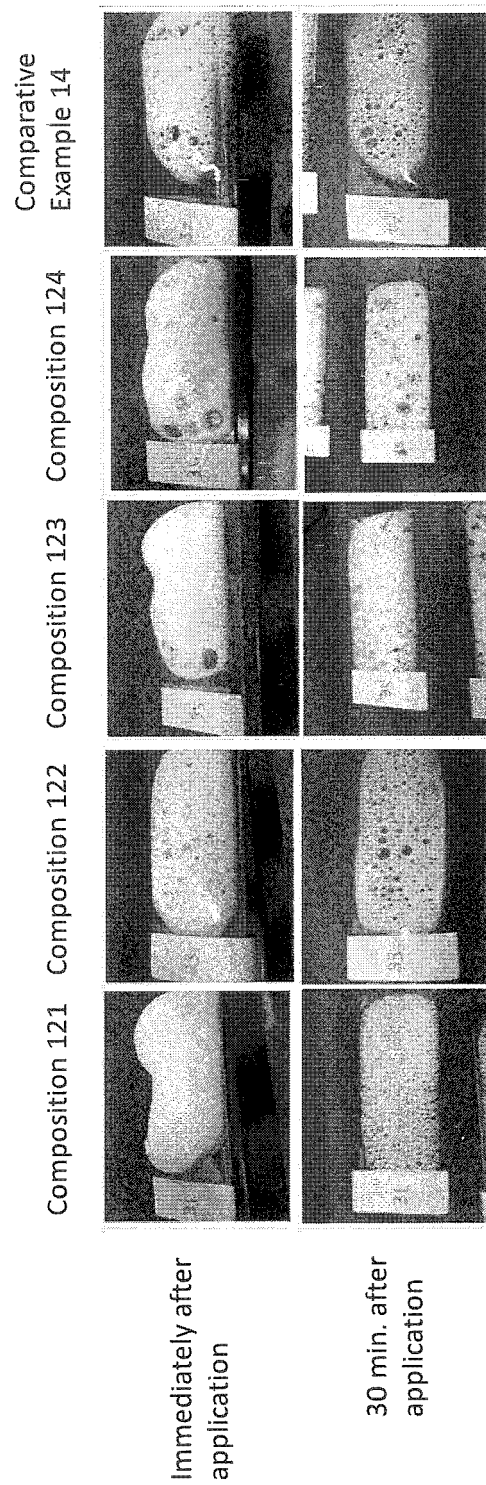 Composition 121
Composition 122
Composition 123
Composition 124
Comparative
Example 14
Immediately after
application
30 min. after
application